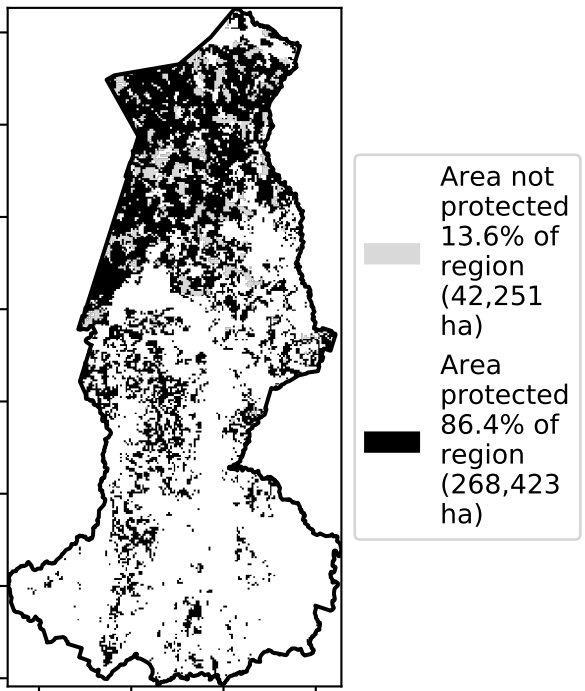 Area not
protected
13.6% of
region
(42,251
ha)
Area
protected
86.4% of
region
(268,423
ha)